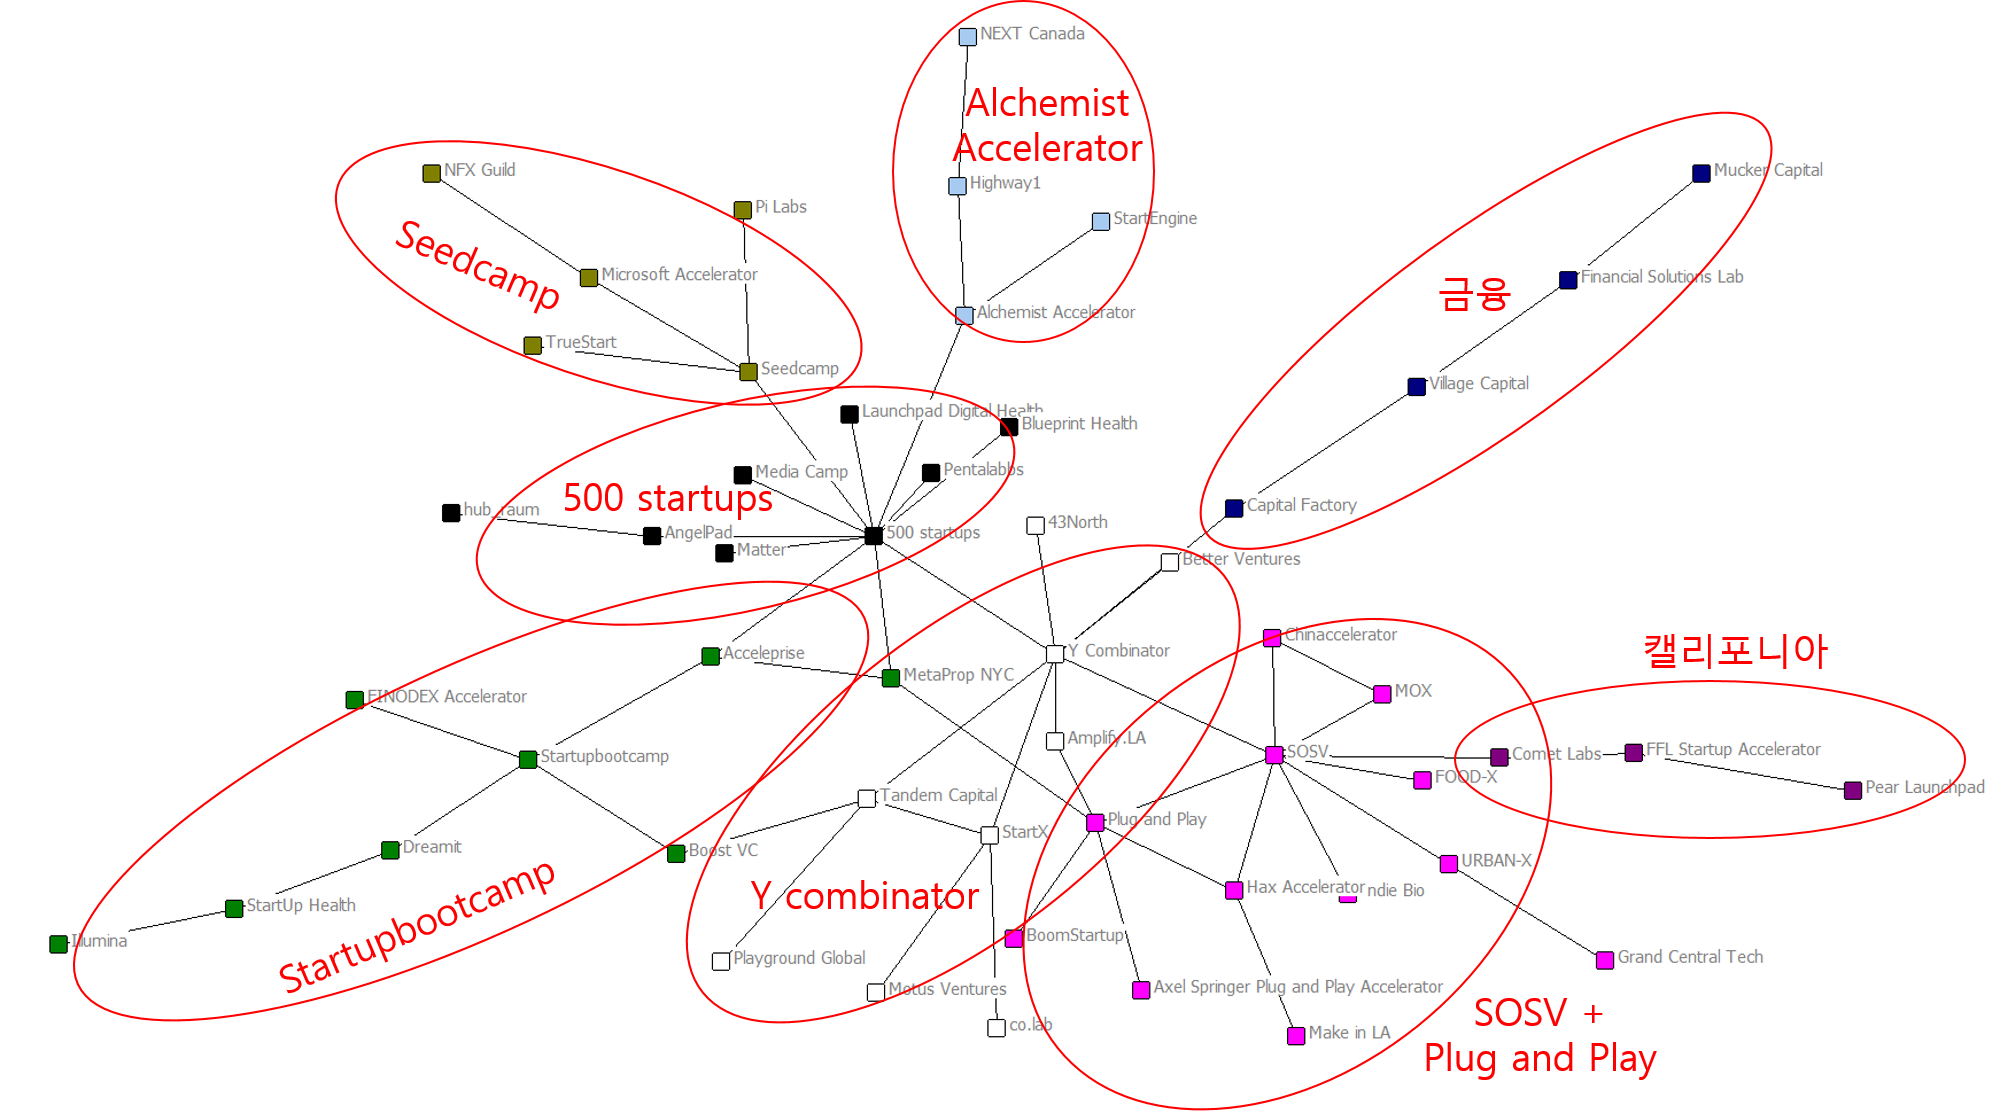 NEXT Canada
Alchemist
Accelerator
NFX Guild
Mucker Capital
Highway1
Pi Labs
StartEngine
Seedcamp
Microsoft Accelerator
Financial Solutions Lab
금융
Alchemist Accelerator
TrueStart
Seedcamp
Village Capital
Launchpad Digital Health
Blueprint Health
Media Camp
Pentalabbs
500 startups
hub_raum
Capital Factory
AngelPad
500 startups
43North
Matter
Better Ventures
Chinaccelerator
Acceleprise
Y Combinator
캘리포니아
MetaProp NYC
FINODEX Accelerator
MOX
Amplify.LA
Startupbootcamp
SOSV
Comet Labs
FFL Startup Accelerator
FOOD-X
Pear Launchpad
Tandem Capital
Plug and Play
StartX
Dreamit
Boost VC
URBAN-X
Hax Accelerator
ndie Bio
Y combinator
StartUp Health
Startupbootcamp
Illumina
BoomStartup
Playground Global
Grand Central Tech
Motus Ventures
Axel Springer Plug and Play Accelerator
SOSV +
Plug and Play
co.lab
Make in LA